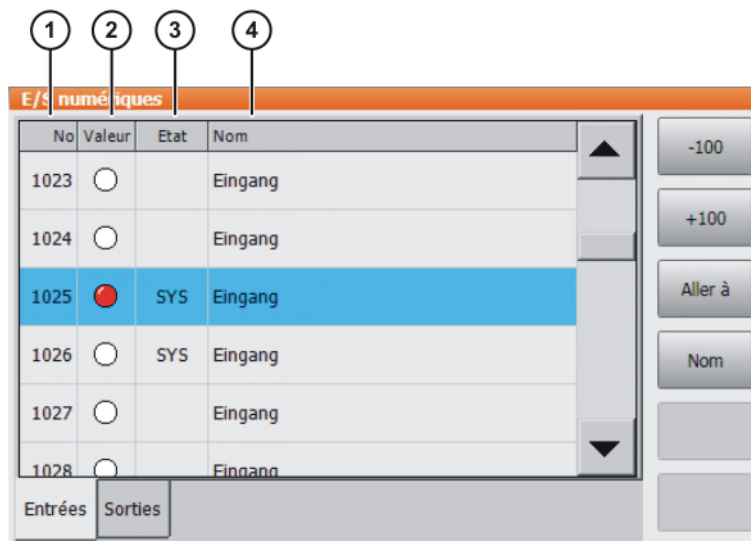 1 2 3 4
E/S numériques
No Valeur Etat Nom
-100
1023 Eingang
+100
1024 Eingang
Aller à
1025 SYS Eingang
Nom
1026 SYS Eingang
1027 Eingang
1028 Eingang
Entrées Sorties